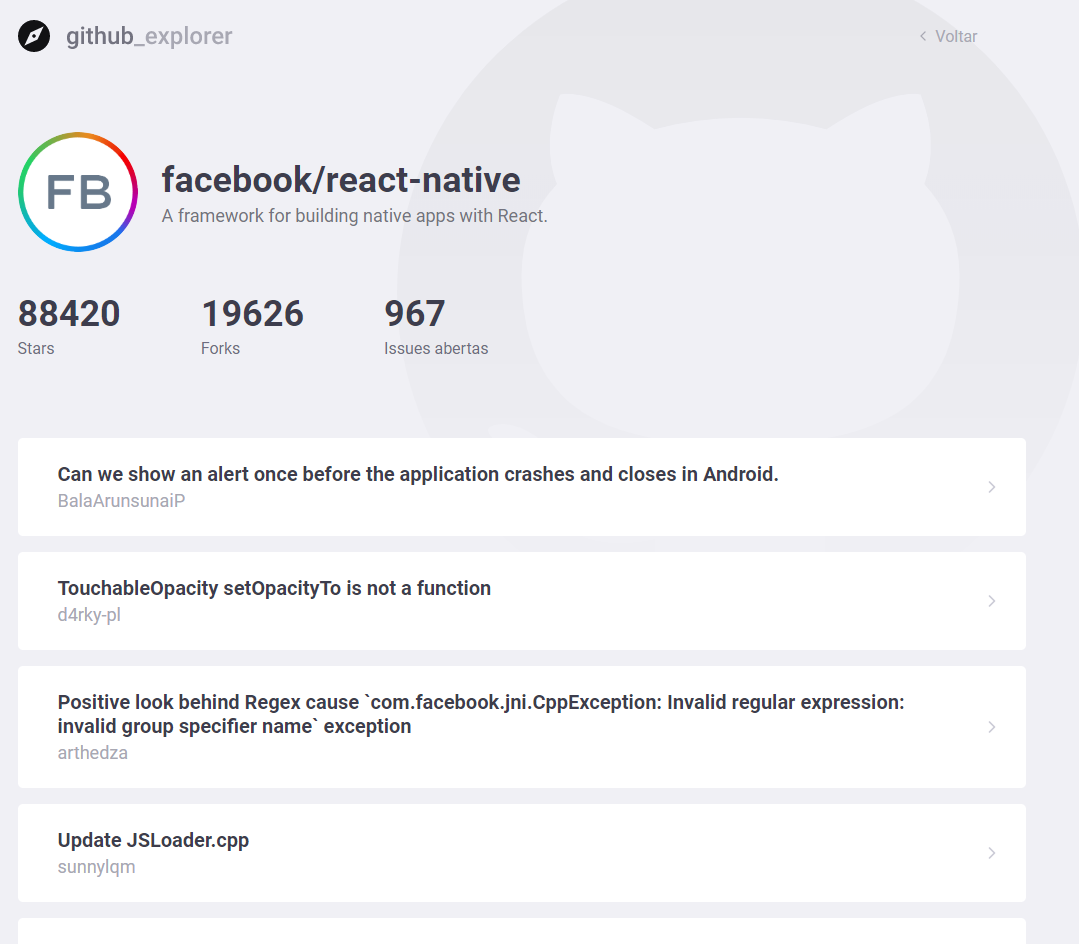 github_explorer
Voltar
FB
facebook/react-native
A framework for building native apps with React.
88420 19626 967
Stars Forks Issues abertas
Can we show an alert once before the application crashes and closes in Android.
BalaArunsunaiP
TouchableOpacity setOpacityTo is not a function
d4rky-pl
Positive look behind Regex cause `com.facebook.jni.CppException: Invalid regular expression:
invalid group specifier name` exception
arthedza
Update JSLoader.cpp
sunnylqm